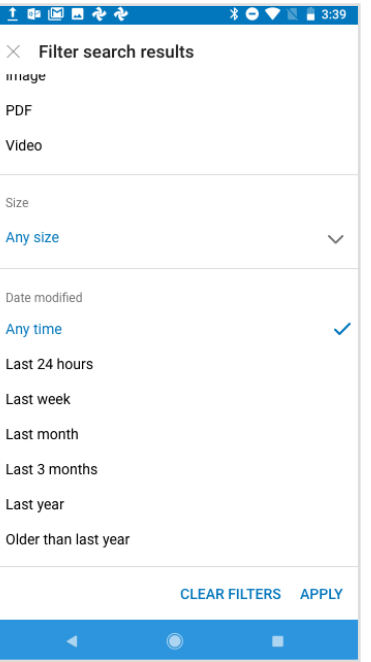 3:39
Filter search results
Image
PDF
Video
Size
Any size
Date modified
Any time
Last 24 hours
Last week
Last month
Last 3 months
Last year
Older than last year
CLEAR FILTERS APPLY